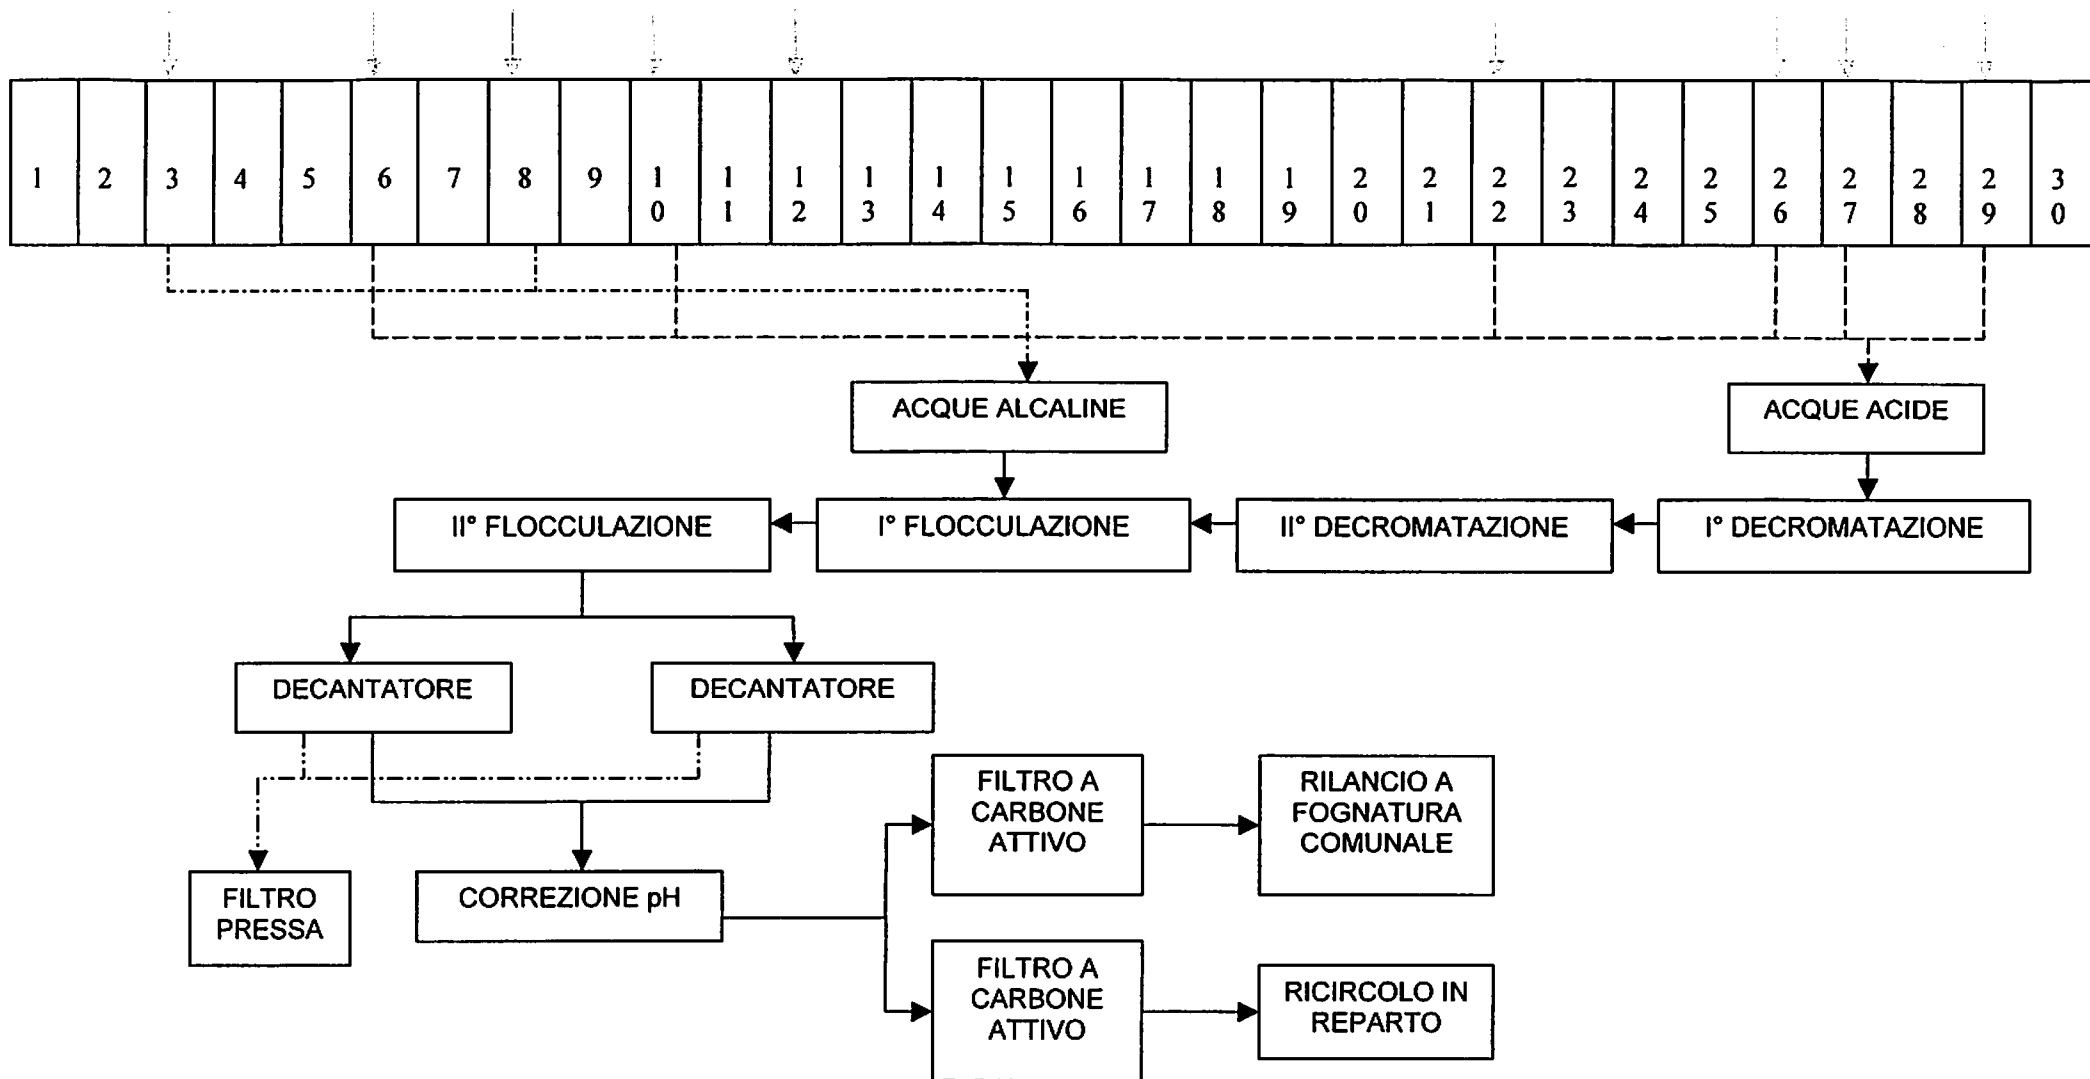 1 2 3 4 5 6 7 8 9 10 11 12 13 14 15 16 17 18 19 20 21 22 23 24 25 26 27 28 29 30
ACQUE ALCALINE
ACQUE ACIDE
II° FLOCCULAZIONE
I° FLOCCULAZIONE
II° DECROMATAZIONE
I° DECROMATAZIONE
DECANTATORE
DECANTATORE
FILTRO A
CARBONE
ATTIVO
RILANCIO A
FOGNATURA
COMUNALE
FILTRO
PRESSA
CORREZIONE pH
FILTRO A
CARBONE
ATTIVO
RICIRCOLO IN
REPARTO